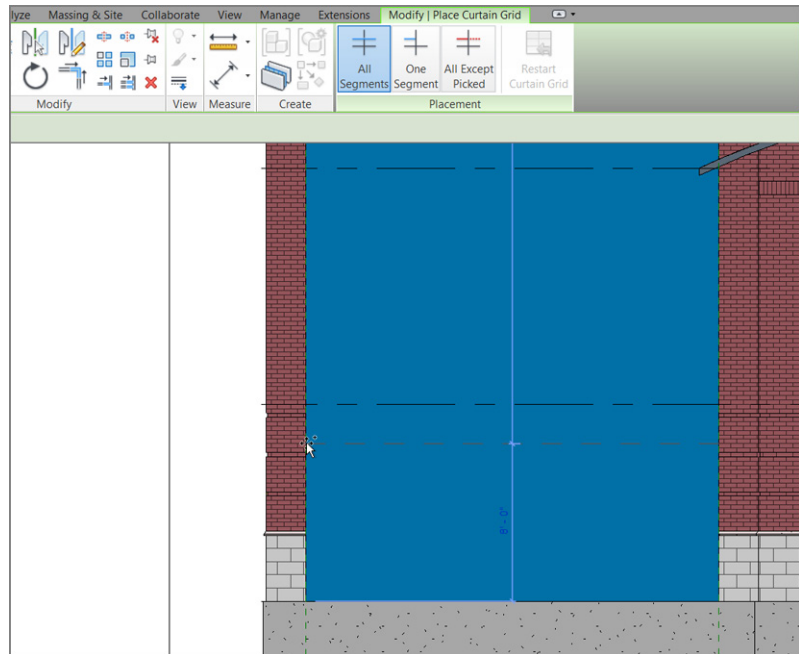 lyze Massing & Site Collaborate View Manage Extensions Modify | Place Curtain Grid
All Segments
One Segment
All Except Picked
Restart Curtain Grid
Modify View Measure Create Placement
8' - 0"